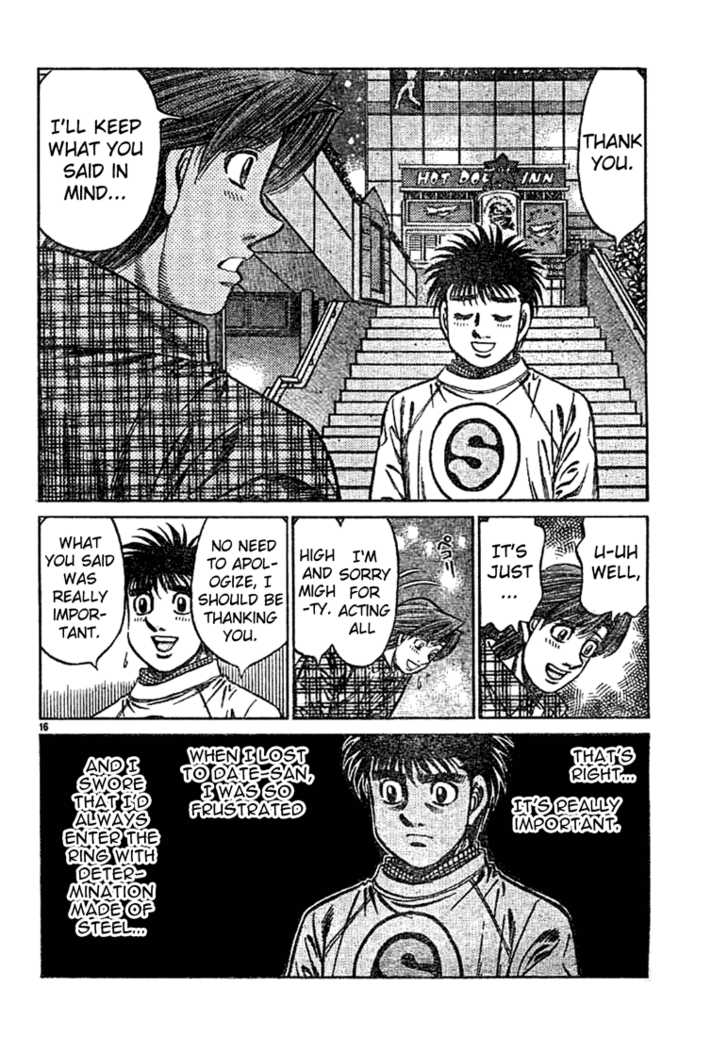 THANK
YOU.
I'LL KEEP
WHAT YOU
SAID IN
MIND...
HOT DOG INN
S
U-UH
WELL,
IT'S
JUST
...
I'M
SORRY
FOR
ACTING
ALL
HIGH
AND
MIGH
-TY.
NO NEED
TO APOL-
OGIZE, I
SHOULD BE
THANKING
YOU.
WHAT
YOU SAID
WAS
REALLY
IMPOR-
TANT.
16
THAT'S
RIGHT...
IT'S REALLY
IMPORTANT.
WHEN I LOST
TO DATE-SAN,
I WAS SO
FRUSTRATED
AND I
SWORE
THAT I'D
ALWAYS
ENTER THE
RING WITH
DETER-
MINATION
MADE OF
STEEL...
S